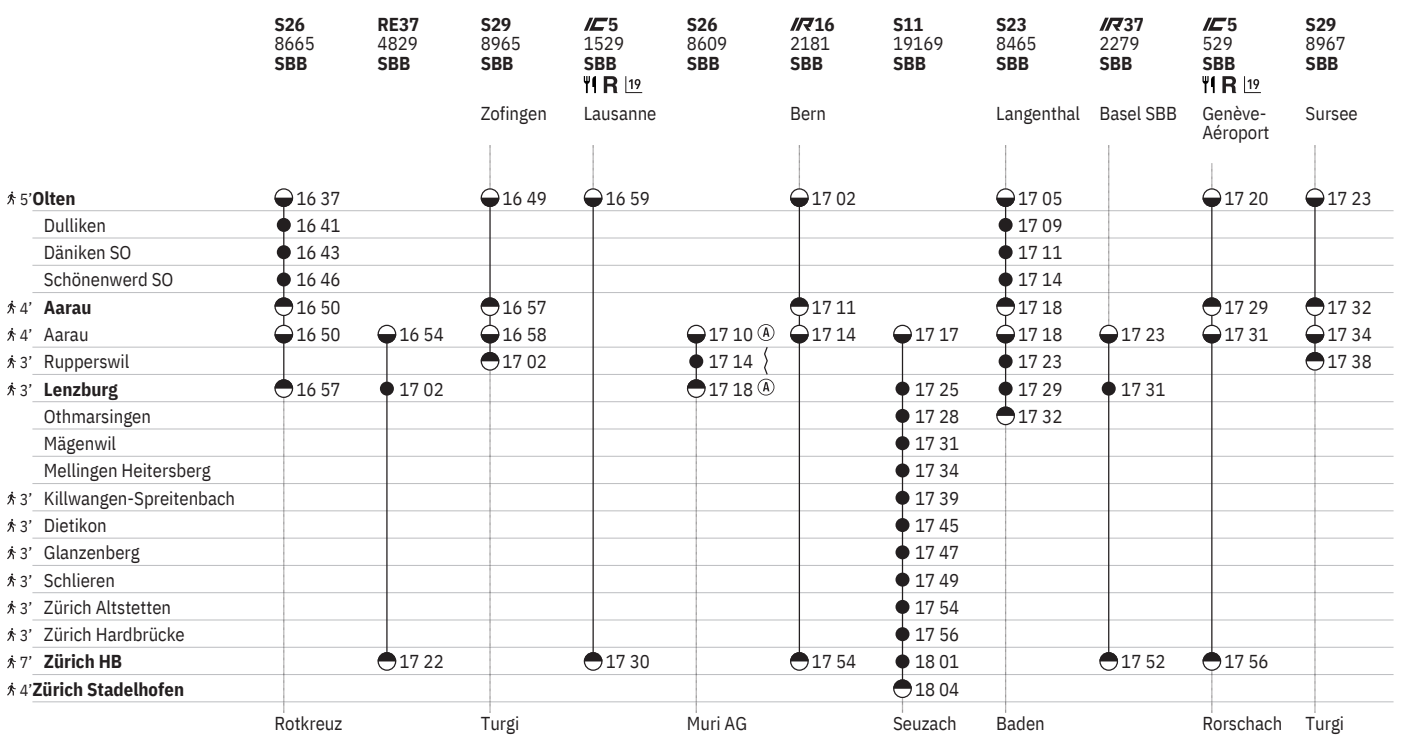 S26 RE37 S29 IC5 S26 IR16 S11 S23 IR37 IC5 S29
8665 4829 8965 1529 8609 2181 19169 8465 2279 529 8967
SBB SBB SBB SBB SBB SBB SBB SBB SBB SBB SBB
R 19 R 19
Zofingen Lausanne Bern Langenthal Basel SBB Genève- Sursee
Aéroport
5’ Olten 16 37 16 49 16 59 17 02 17 05 17 20 17 23
Dulliken 16 41 17 09
Däniken SO 16 43 17 11
Schönenwerd SO 16 46 17 14
4’ Aarau 16 50 16 57 17 11 17 18 17 29 17 32
4’ Aarau 16 50 16 54 16 58 17 10 A 17 14 17 17 17 18 17 23 17 31 17 34
3’ Rupperswil 17 02 17 14 17 23 17 38
3’ Lenzburg 16 57 17 02 17 18 A 17 25 17 29 17 31
Othmarsingen 17 28 17 32
Mägenwil 17 31
Mellingen Heitersberg 17 34
3’ Killwangen-Spreitenbach 17 39
3’ Dietikon 17 45
3’ Glanzenberg 17 47
3’ Schlieren 17 49
3’ Zürich Altstetten 17 54
3’ Zürich Hardbrücke 17 56
7’ Zürich HB 17 22 17 30 17 54 18 01 17 52 17 56
4’ Zürich Stadelhofen 18 04
Rotkreuz Turgi Muri AG Seuzach Baden Rorschach Turgi